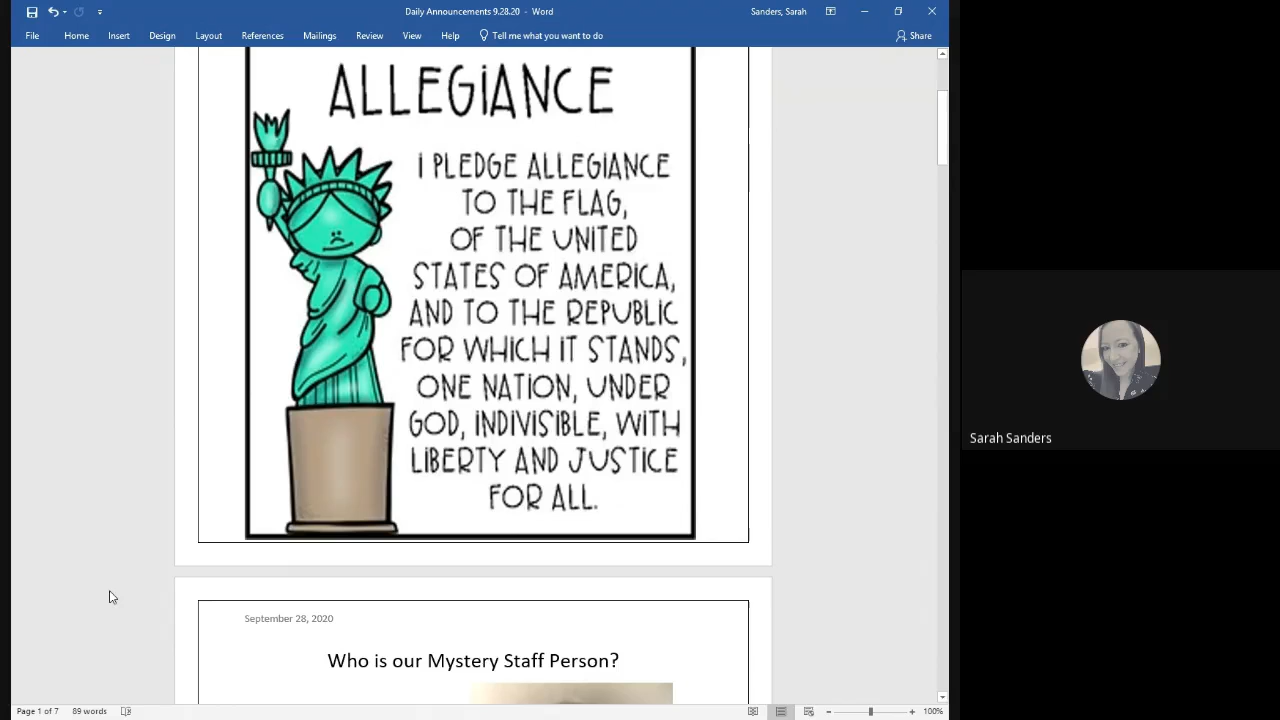 Daily Announcements 9.28.20 - Word
Sanders, Sarah
File Home Insert Design Layout References Mailings Review View Help Tell me what you want to do Share
ALLEGiANCE
I PLEDGE ALLEGIANCE
TO THE FLAG,
OF THE UNITED
STATES OF AMERICA,
AND TO THE REPUBLIC
FOR WHICH IT STANDS,
ONE NATION, UNDER
GOD, INDIVISIBLE, WITH
LIBERTY AND JUSTICE
FOR ALL.
September 28, 2020
Who is our Mystery Staff Person?
Sarah Sanders
Page 1 of 7 89 words 100%